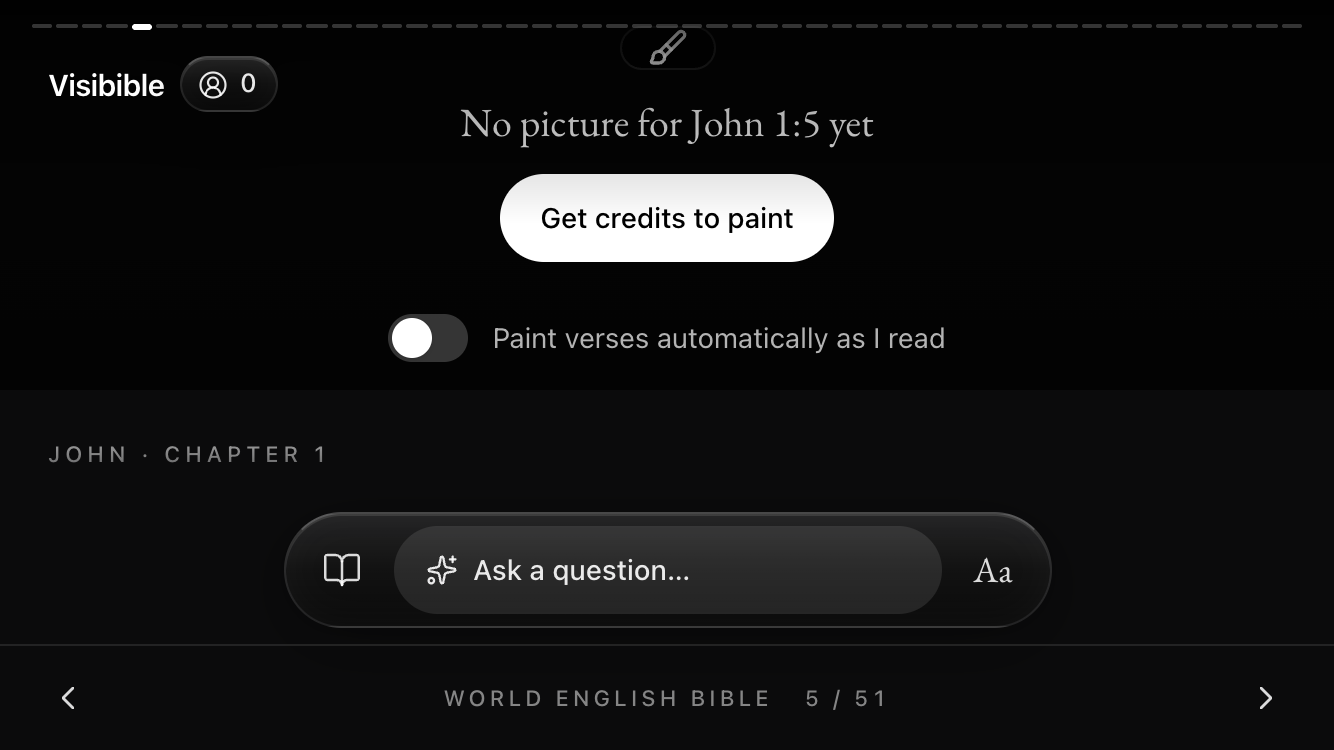 Visibible
0
No picture for John 1:5 yet
Get credits to paint
Paint verses automatically as I read
JOHN · CHAPTER 1
Ask a question...
Aa
WORLD ENGLISH BIBLE 5 / 51